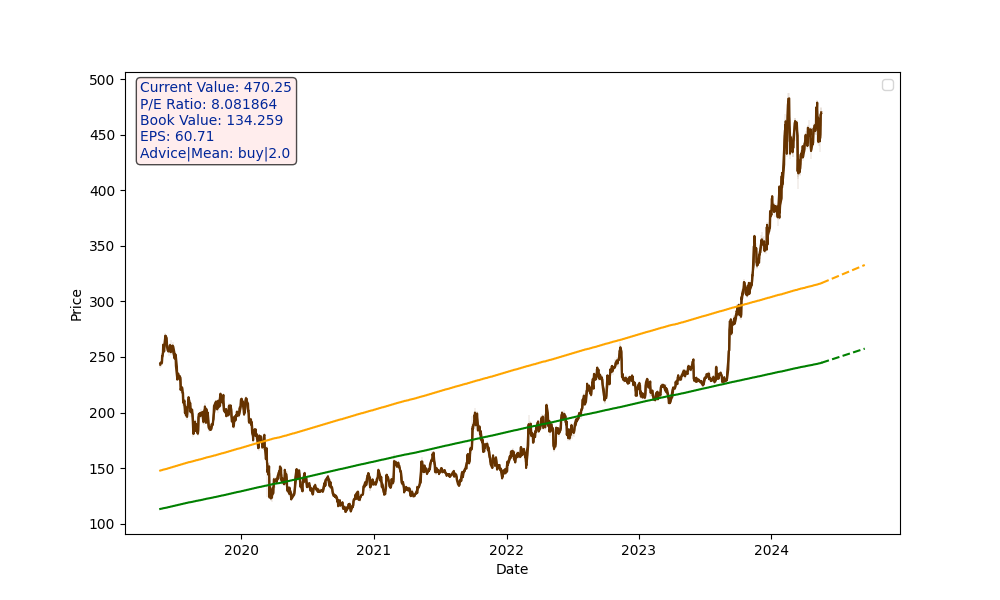 500
450
400
350
300
250
200
150
100
Price
Current Value: 470.25
P/E Ratio: 8.081864
Book Value: 134.259
EPS: 60.71
Advice|Mean: buy|2.0
2020
2021
2022
2023
2024
Date